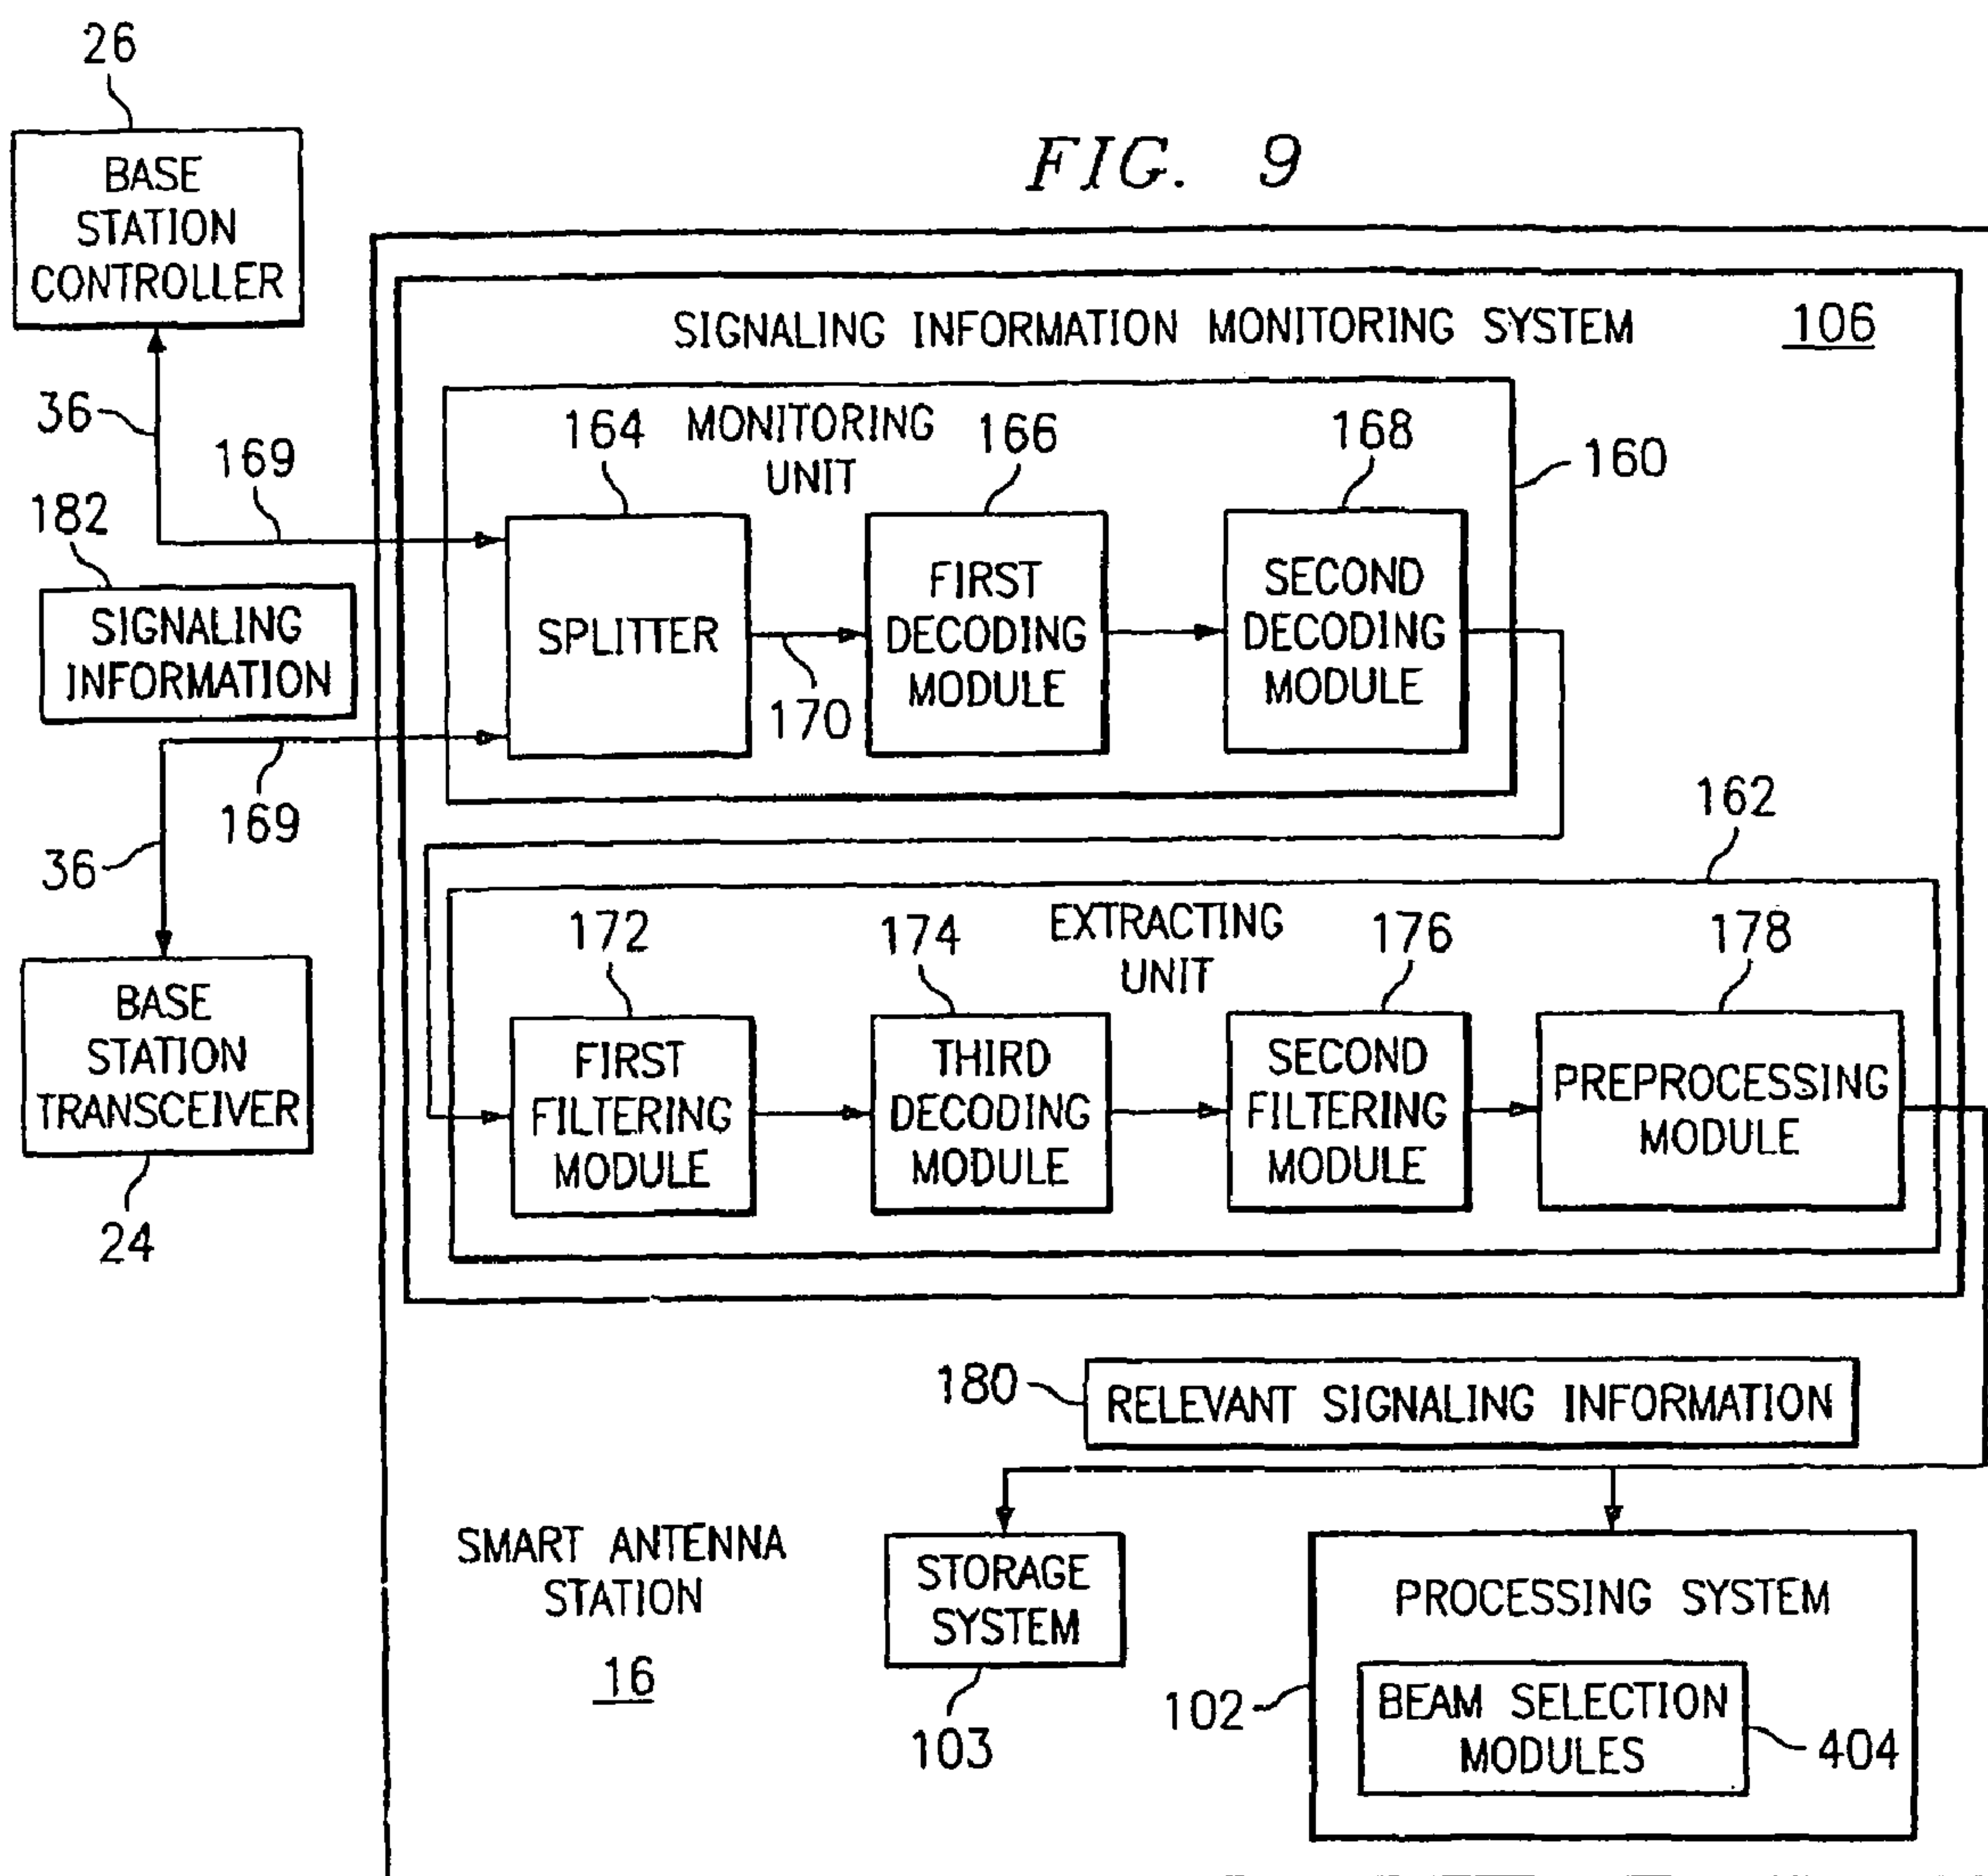 FIG. 9
26
BASE
STATION
CONTROLLER
36
169
182
SIGNALING
INFORMATION
169
36
BASE
STATION
TRANSCEIVER
24
SIGNALING INFORMATION MONITORING SYSTEM 106
MONITORING
UNIT
160
164
SPLITTER
170
166
FIRST
DECODING
MODULE
168
SECOND
DECODING
MODULE
162
EXTRACTING
UNIT
172
FIRST
FILTERING
MODULE
174
THIRD
DECODING
MODULE
176
SECOND
FILTERING
MODULE
178
PREPROCESSING
MODULE
180
RELEVANT SIGNALING INFORMATION
SMART ANTENNA
STATION
16
STORAGE
SYSTEM
103
PROCESSING SYSTEM
102
BEAM SELECTION
MODULES
404